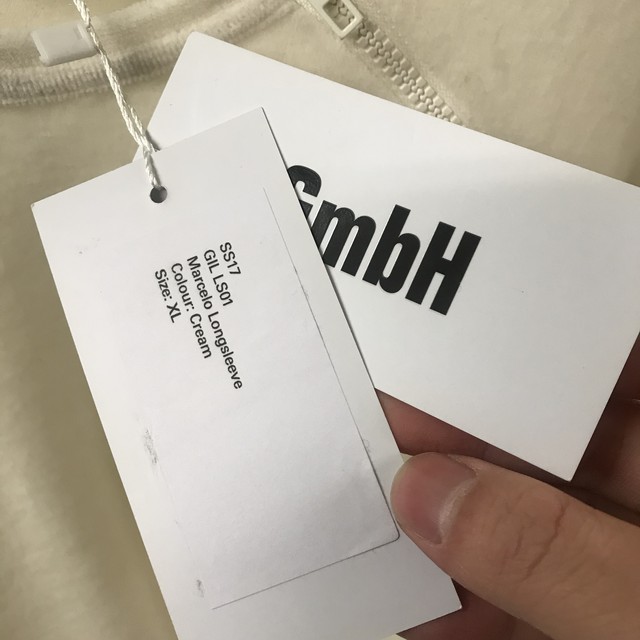 SS17
GIL LS01
Marcelo Longsleeve
Colour: Cream
Size: XL
GmbH